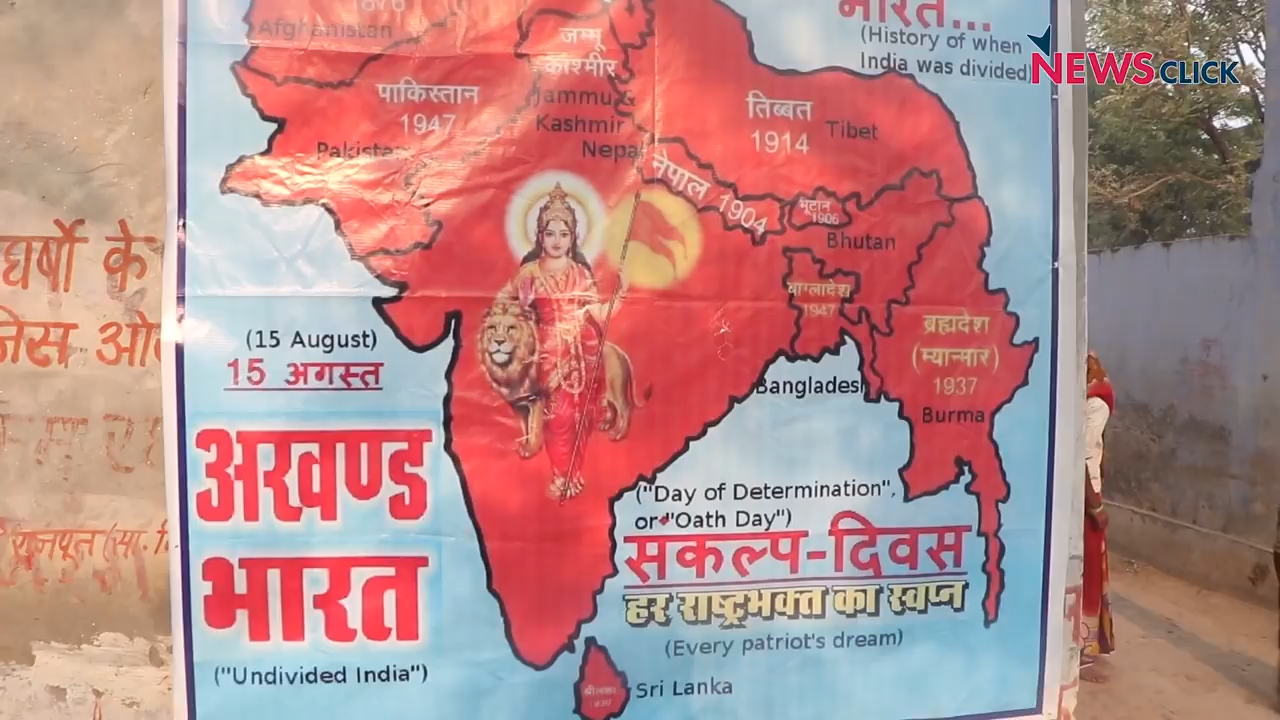 1876
Afghanistan
भारत...
(History of when
India was divided)
NEWSCLICK
जम्मू
काश्मीर
Jammu &
Kashmir
पाकिस्तान
1947
Pakistan
तिब्बत
1914
Tibet
Nepal
नेपाल 1904
भूटान
1906
Bhutan
घर्षो के
बांग्लादेश
1947
Bangladesh
ब्रह्मदेश
(म्यान्मार)
1937
Burma
(15 August)
15 अगस्त
अखण्ड
भारत
("Undivided India")
("Day of Determination",
or "Oath Day")
संकल्प-दिवस
हर राष्ट्रभक्त का स्वप्न
(Every patriot's dream)
श्रीलंका
Sri Lanka